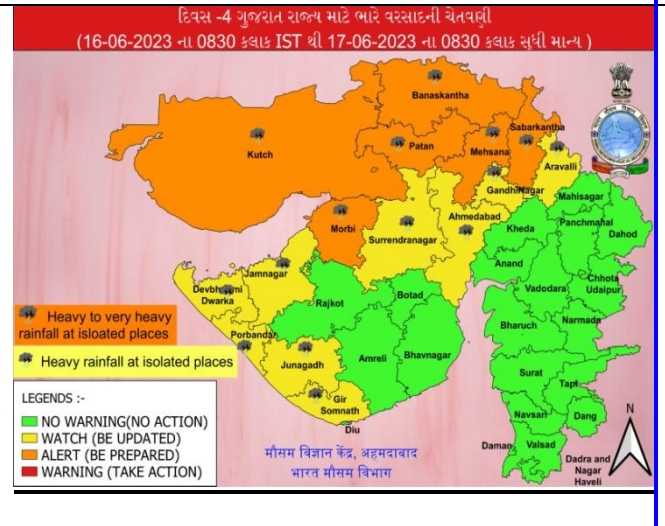 દિવસ -4 ગુજરાત રાજ્ય માટે ભારે વરસાદની ચેતવણી
(16-06-2023 ના 0830 કલાક IST થી 17-06-2023 ના 0830 કલાક સુધી માન્ય )
Banaskantha
Sabarkantha
Kutch
Patan
Mehsana
Aravalli
GandhiNagar
Mahisagar
Morbi
Surrendranagar
Ahmedabad
Kheda
Panchmahal
Dahod
Jamnagar
Anand
Devbhoomi
Dwarka
Rajkot
Botad
Vadodara
Chhota
Udaipur
Heavy to very heavy
rainfall at isloated places
Porbandar
Bharuch
Narmada
Heavy rainfall at isolated places
Junagadh
Amreli
Bhavnagar
Surat
Tapi
LEGENDS :-
Gir
Somnath
NO WARNING(NO ACTION)
WATCH (BE UPDATED)
ALERT (BE PREPARED)
WARNING (TAKE ACTION)
Diu
Navsari
Dang
N
Daman
Valsad
Dadra and
Nagar
Haveli
मौसम विज्ञान केंद्र, अहमदाबाद
भारत मौसम विभाग